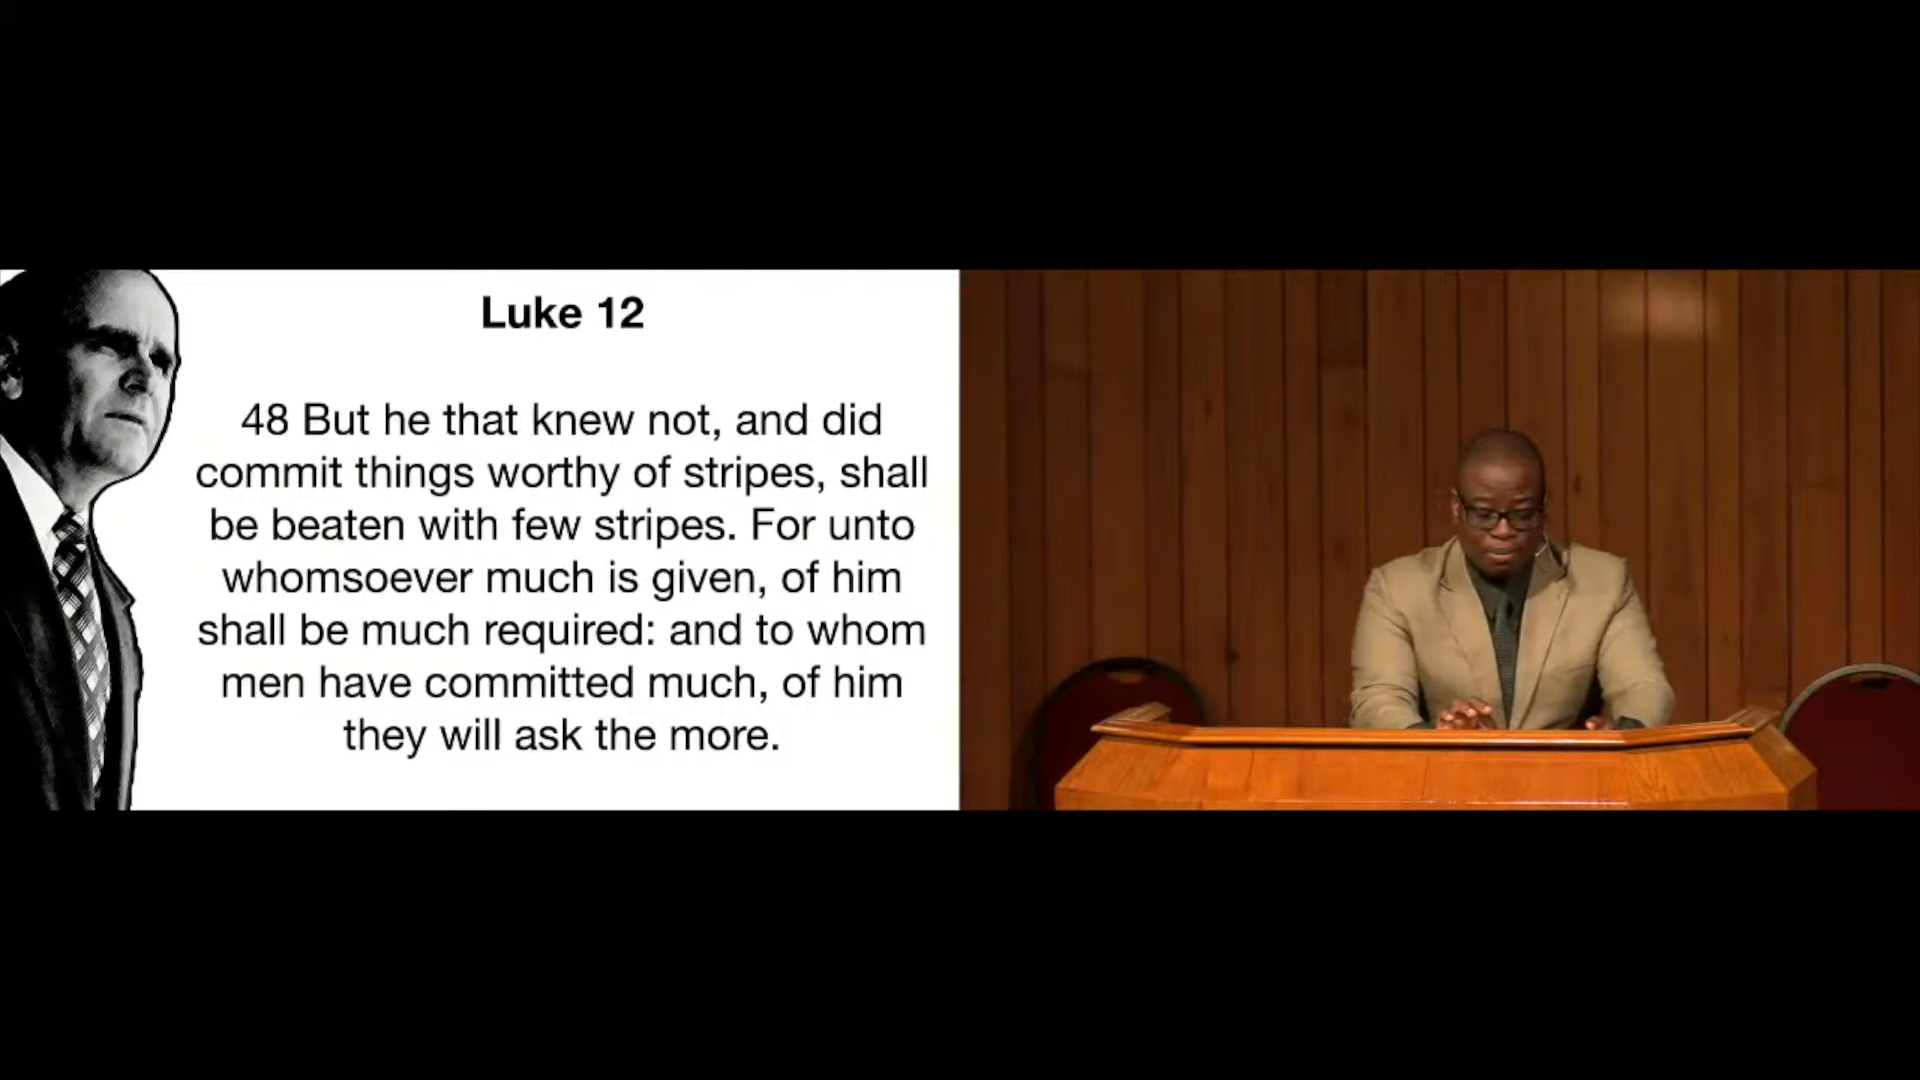 Luke 12
48 But he that knew not, and did
commit things worthy of stripes, shall
be beaten with few stripes. For unto
whomsoever much is given, of him
shall be much required: and to whom
men have committed much, of him
they will ask the more.